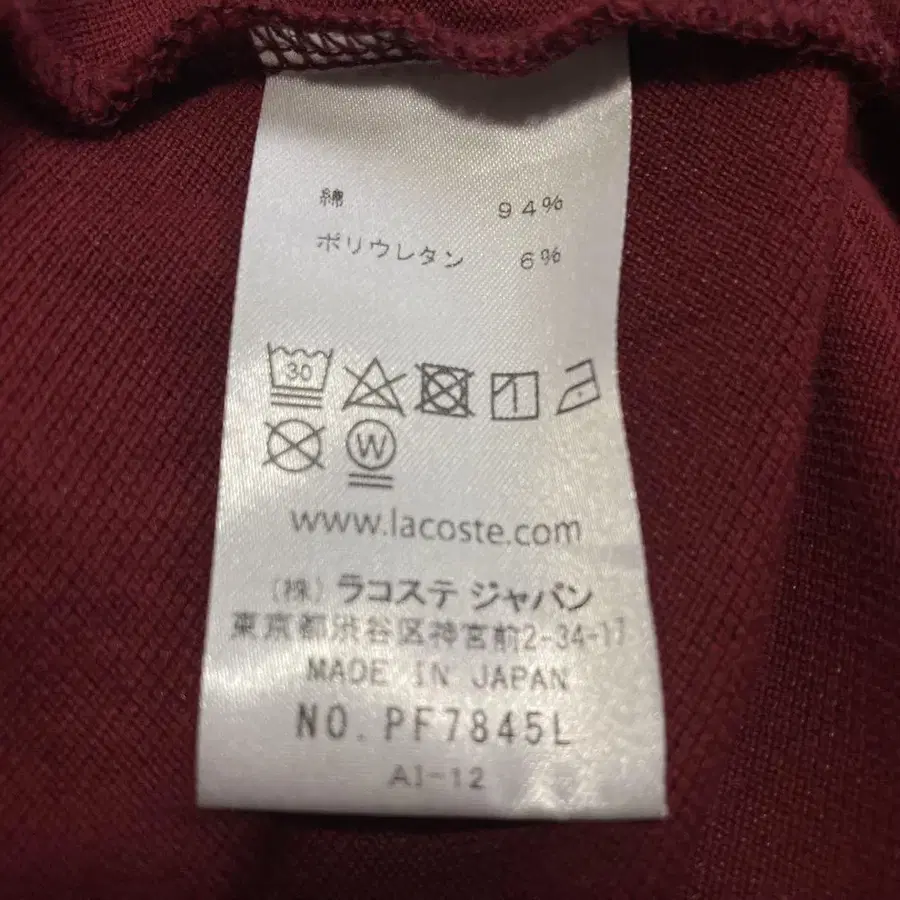 綿 94%
ポリウレタン 6%
30
W
www.lacoste.com
(株) ラコステ ジャパン
東京都渋谷区神宮前2-34-17
MADE IN JAPAN
NO. PF7845L
AI-12